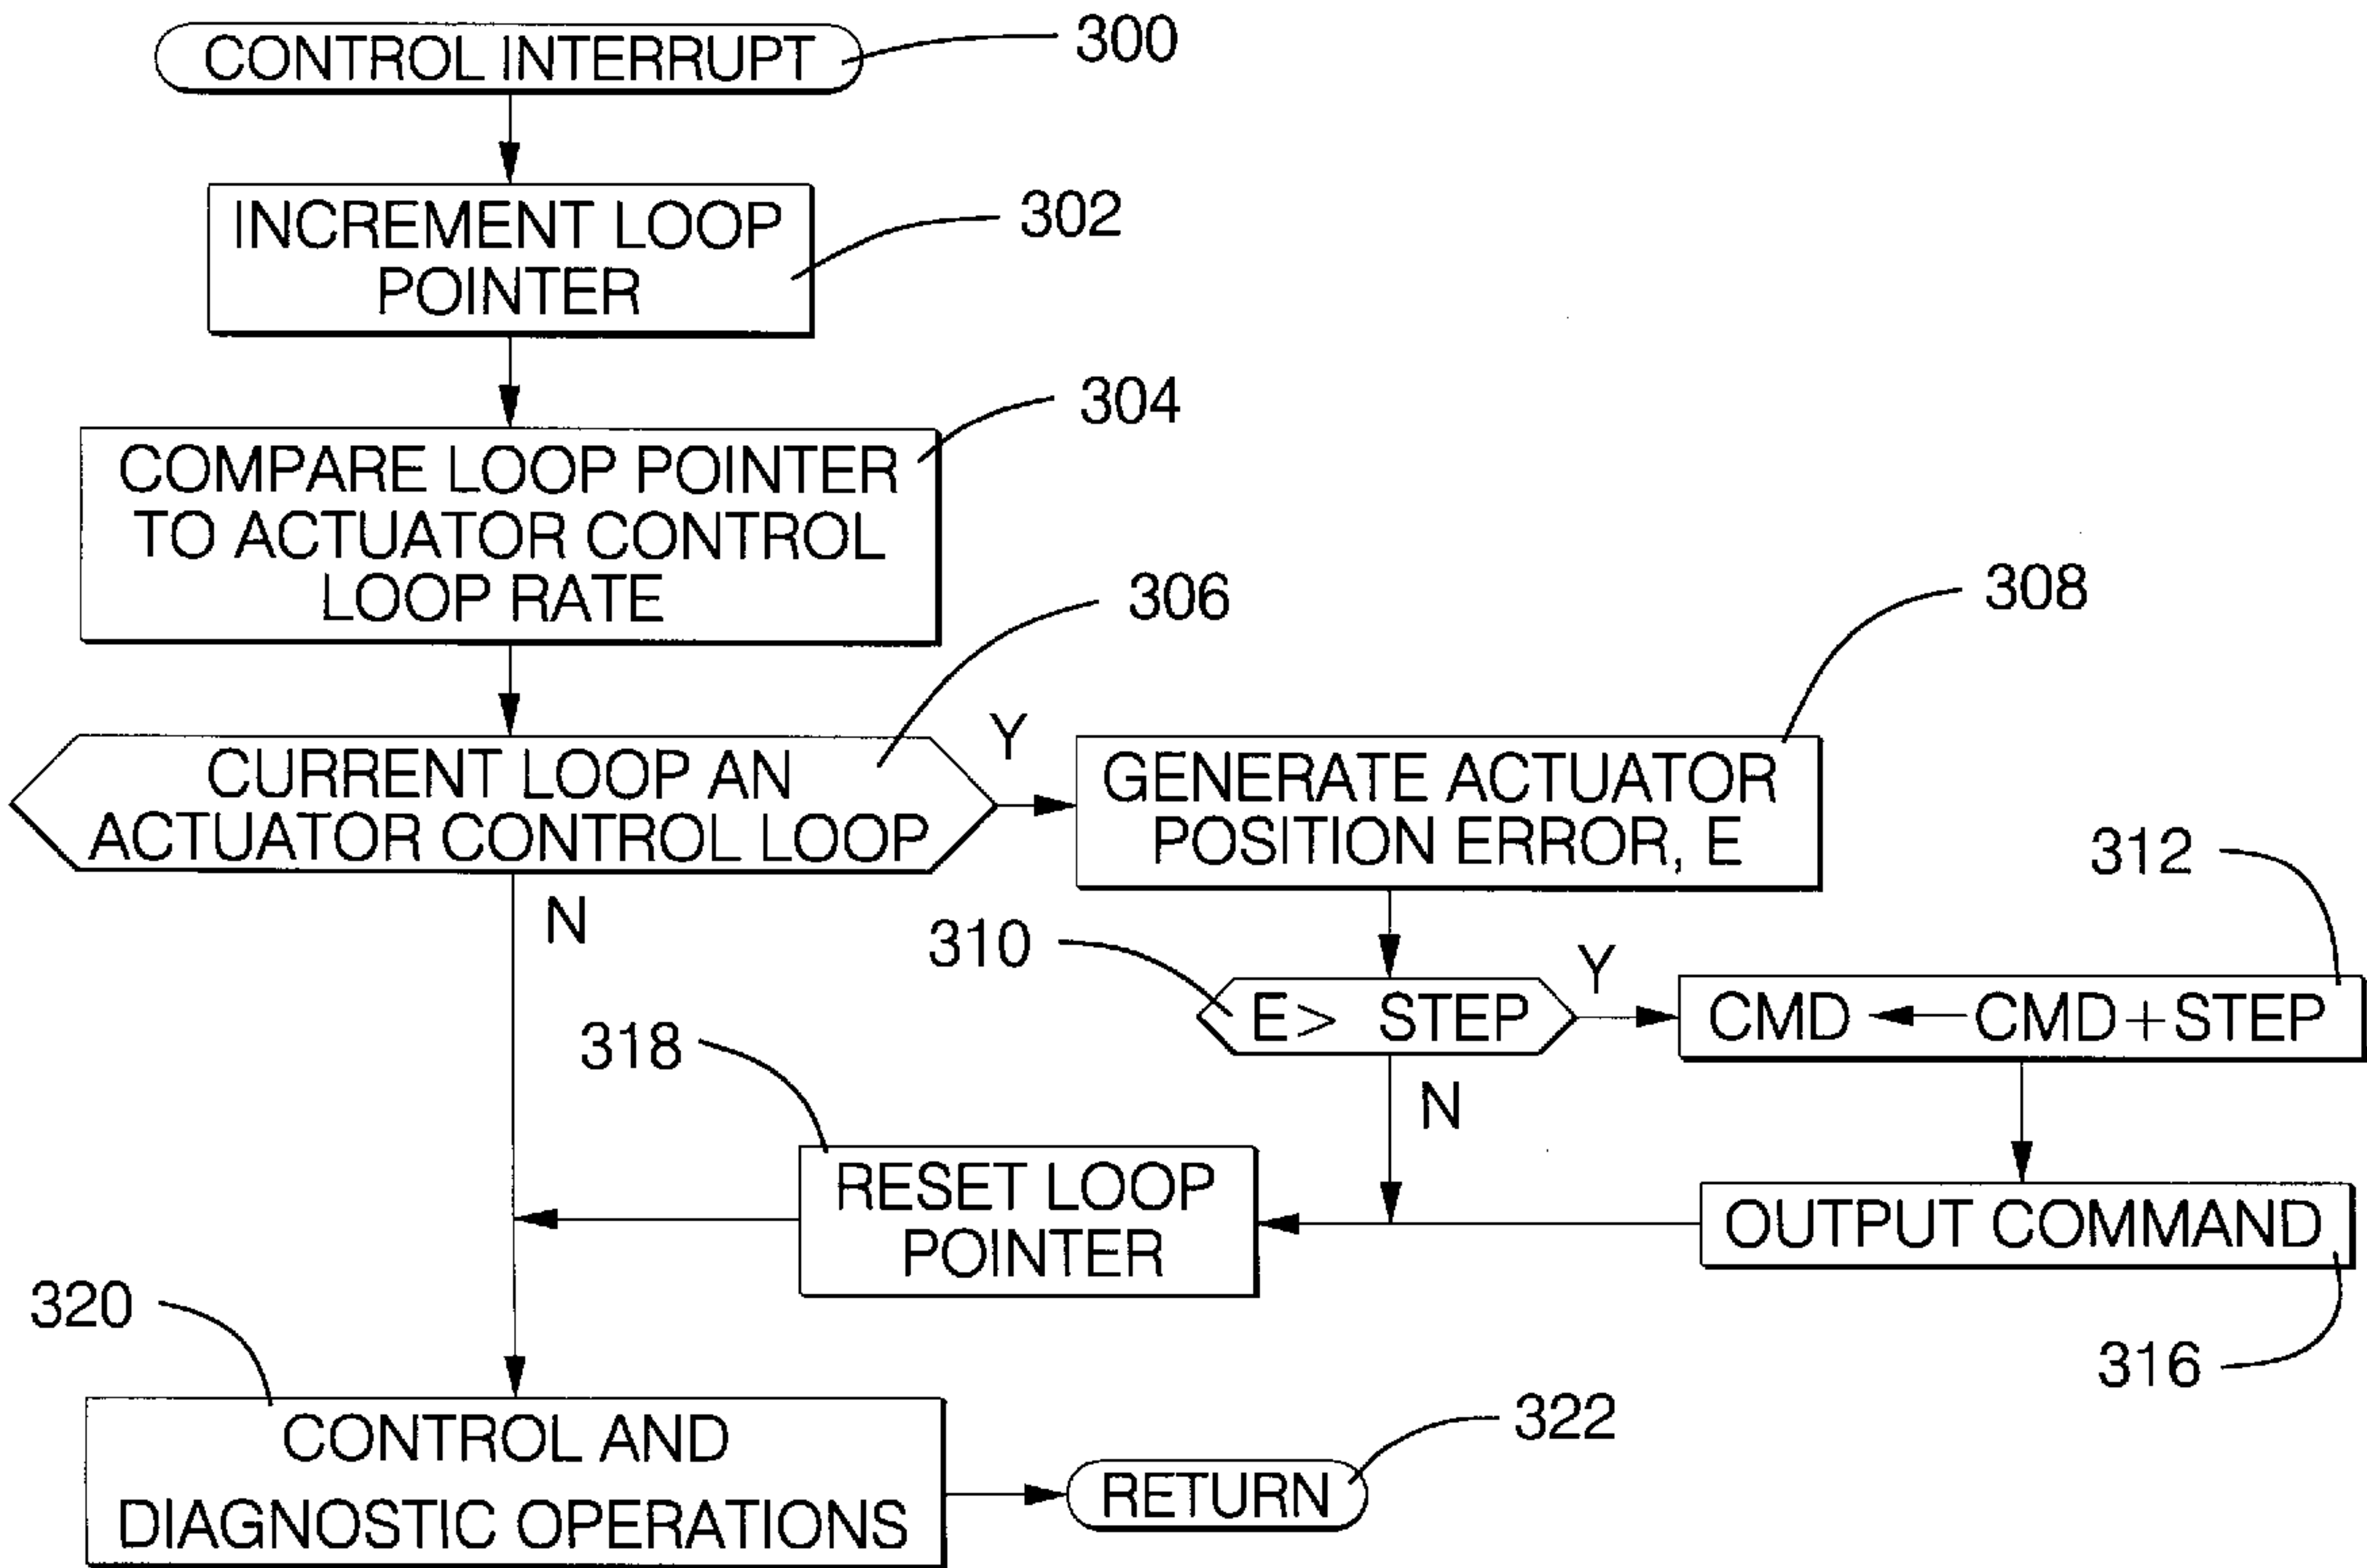 CONTROL INTERRUPT
300
INCREMENT LOOP
POINTER
302
COMPARE LOOP POINTER
TO ACTUATOR CONTROL
LOOP RATE
304
CURRENT LOOP AN
ACTUATOR CONTROL LOOP
306
Y
N
GENERATE ACTUATOR
POSITION ERROR, E
308
310
E> STEP
Y
N
CMD ← CMD+STEP
312
OUTPUT COMMAND
316
318
RESET LOOP
POINTER
320
CONTROL AND
DIAGNOSTIC OPERATIONS
RETURN
322